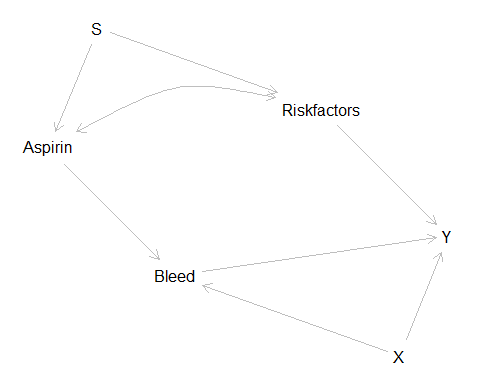 S
Riskfactors
Aspirin
Y
Bleed
X